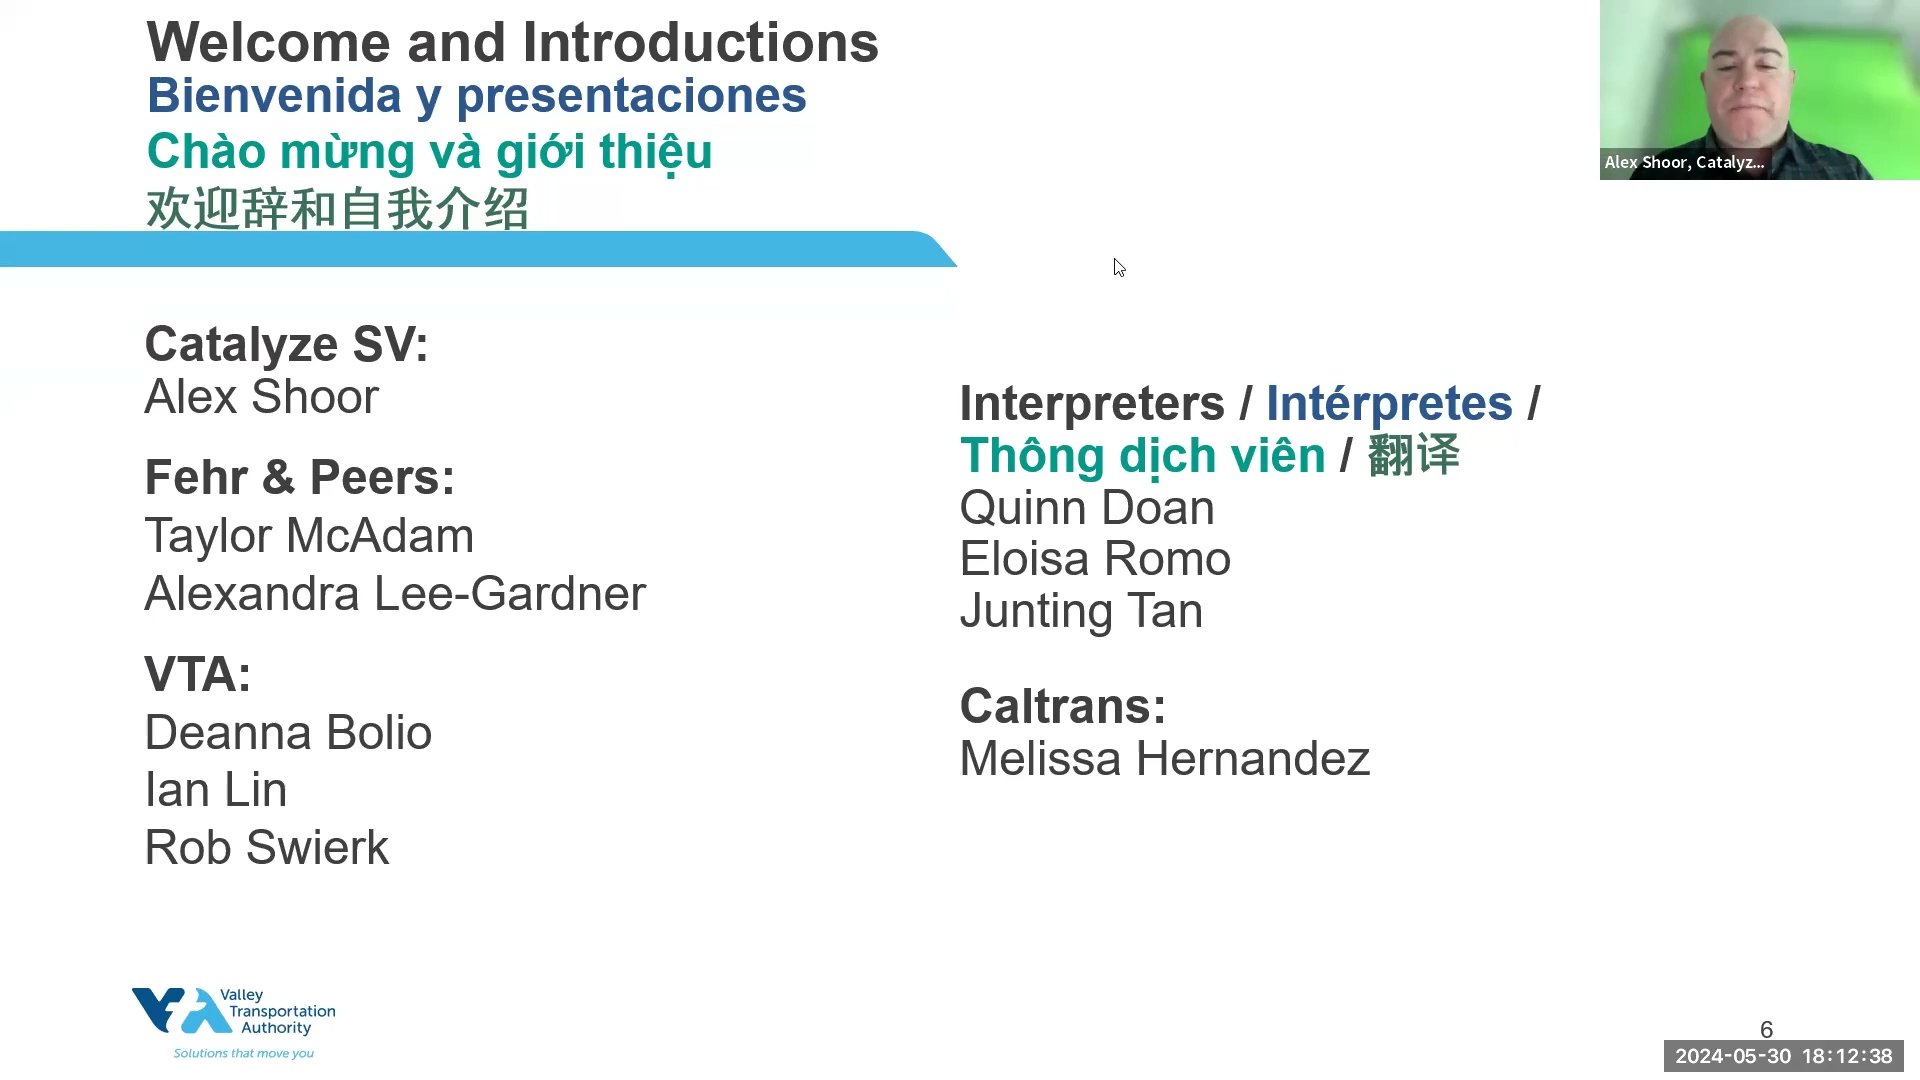 Welcome and Introductions
Bienvenida y presentaciones
Chào mừng và giới thiệu
欢迎辞和自我介绍
Alex Shoor, Catalyz...
Catalyze SV:
Alex Shoor
Fehr & Peers:
Taylor McAdam
Alexandra Lee-Gardner
VTA:
Deanna Bolio
Ian Lin
Rob Swierk
Interpreters / Intérpretes /
Thông dịch viên / 翻译
Quinn Doan
Eloisa Romo
Junting Tan
Caltrans:
Melissa Hernandez
VTA
Valley
Transportation
Authority
Solutions that move you
6
2024-05-30 18:12:38